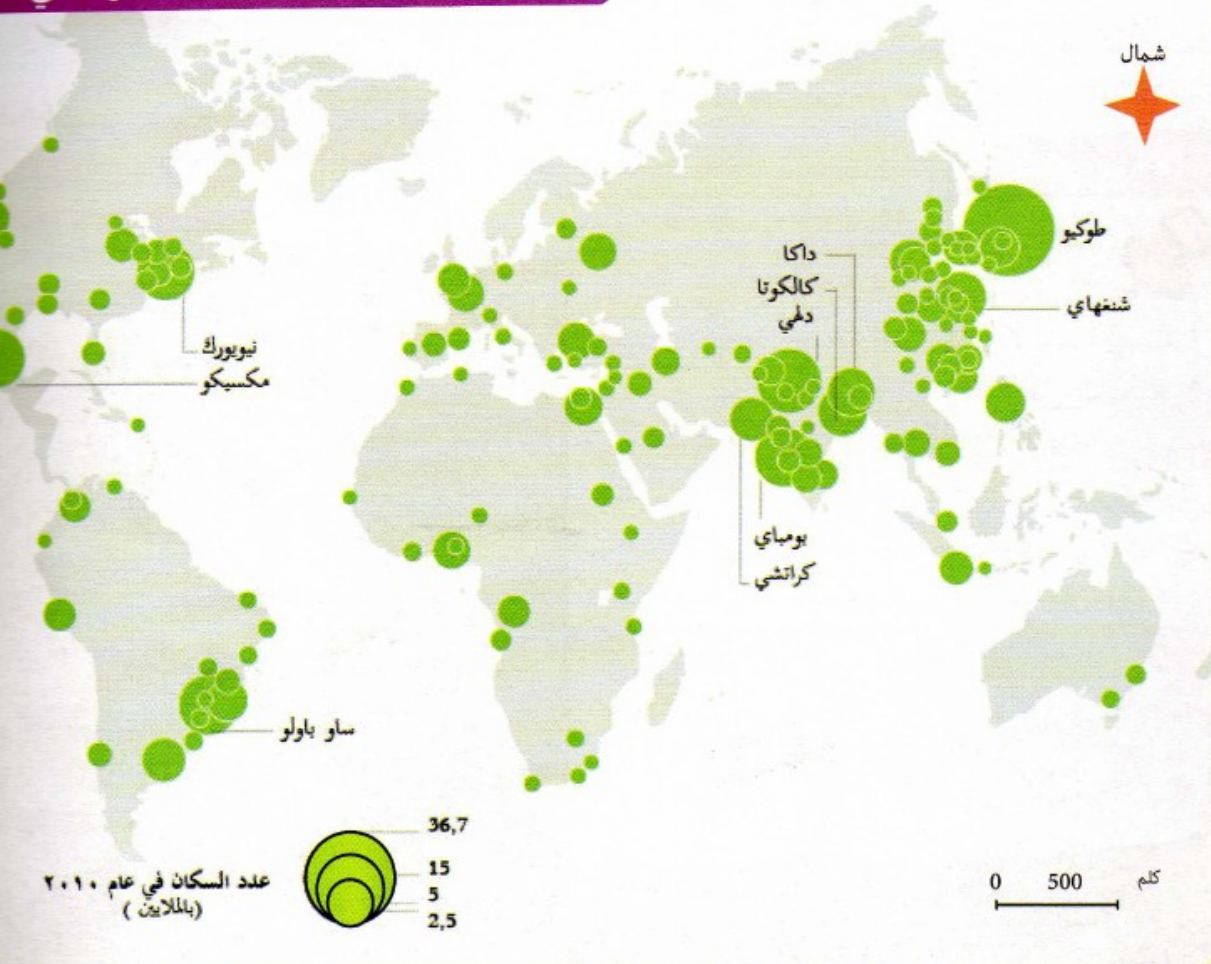 شمال
طوكيو
داكا
كالكوتا
دلهي
شنغهاي
نيويورك
مكسيكو
بومباي
كراتشي
ساو باولو
36,7
15
5
2,5
عدد السكان في عام ٢٠١٠
(بالملايين )
0 500 كلم